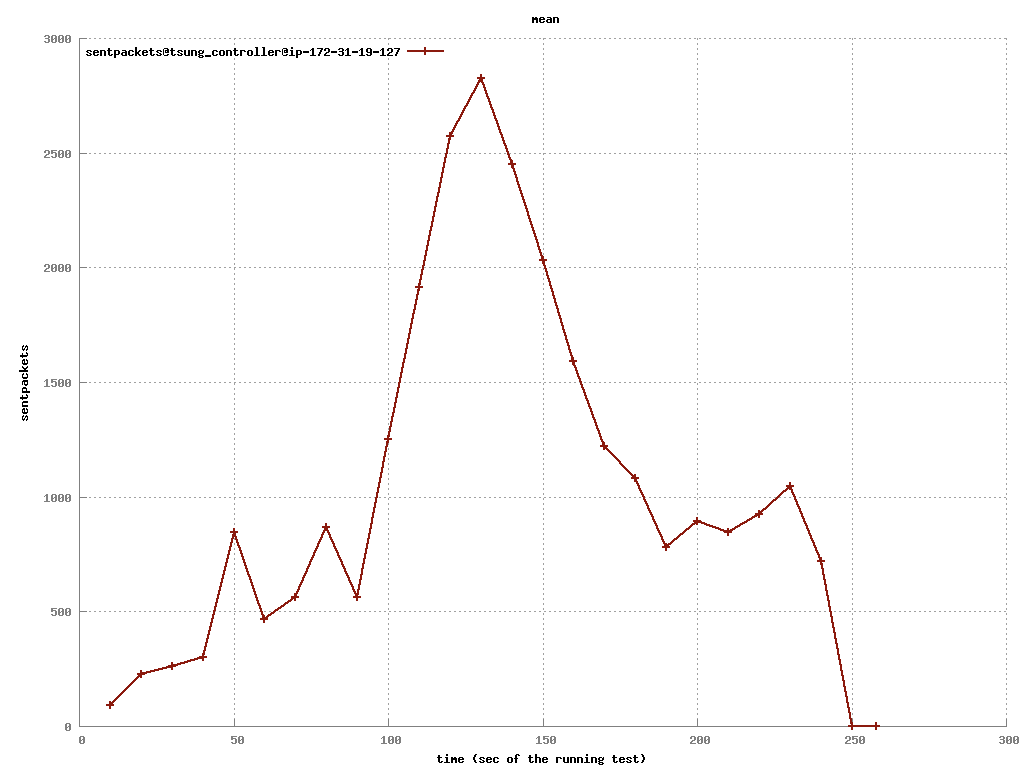 mean
3000
sentpackets@tsung_controller@ip-172-31-19-127
2500
2000
1500
1000
500
0
sentpackets
0 50 100 150 200 250 300
time (sec of the running test)